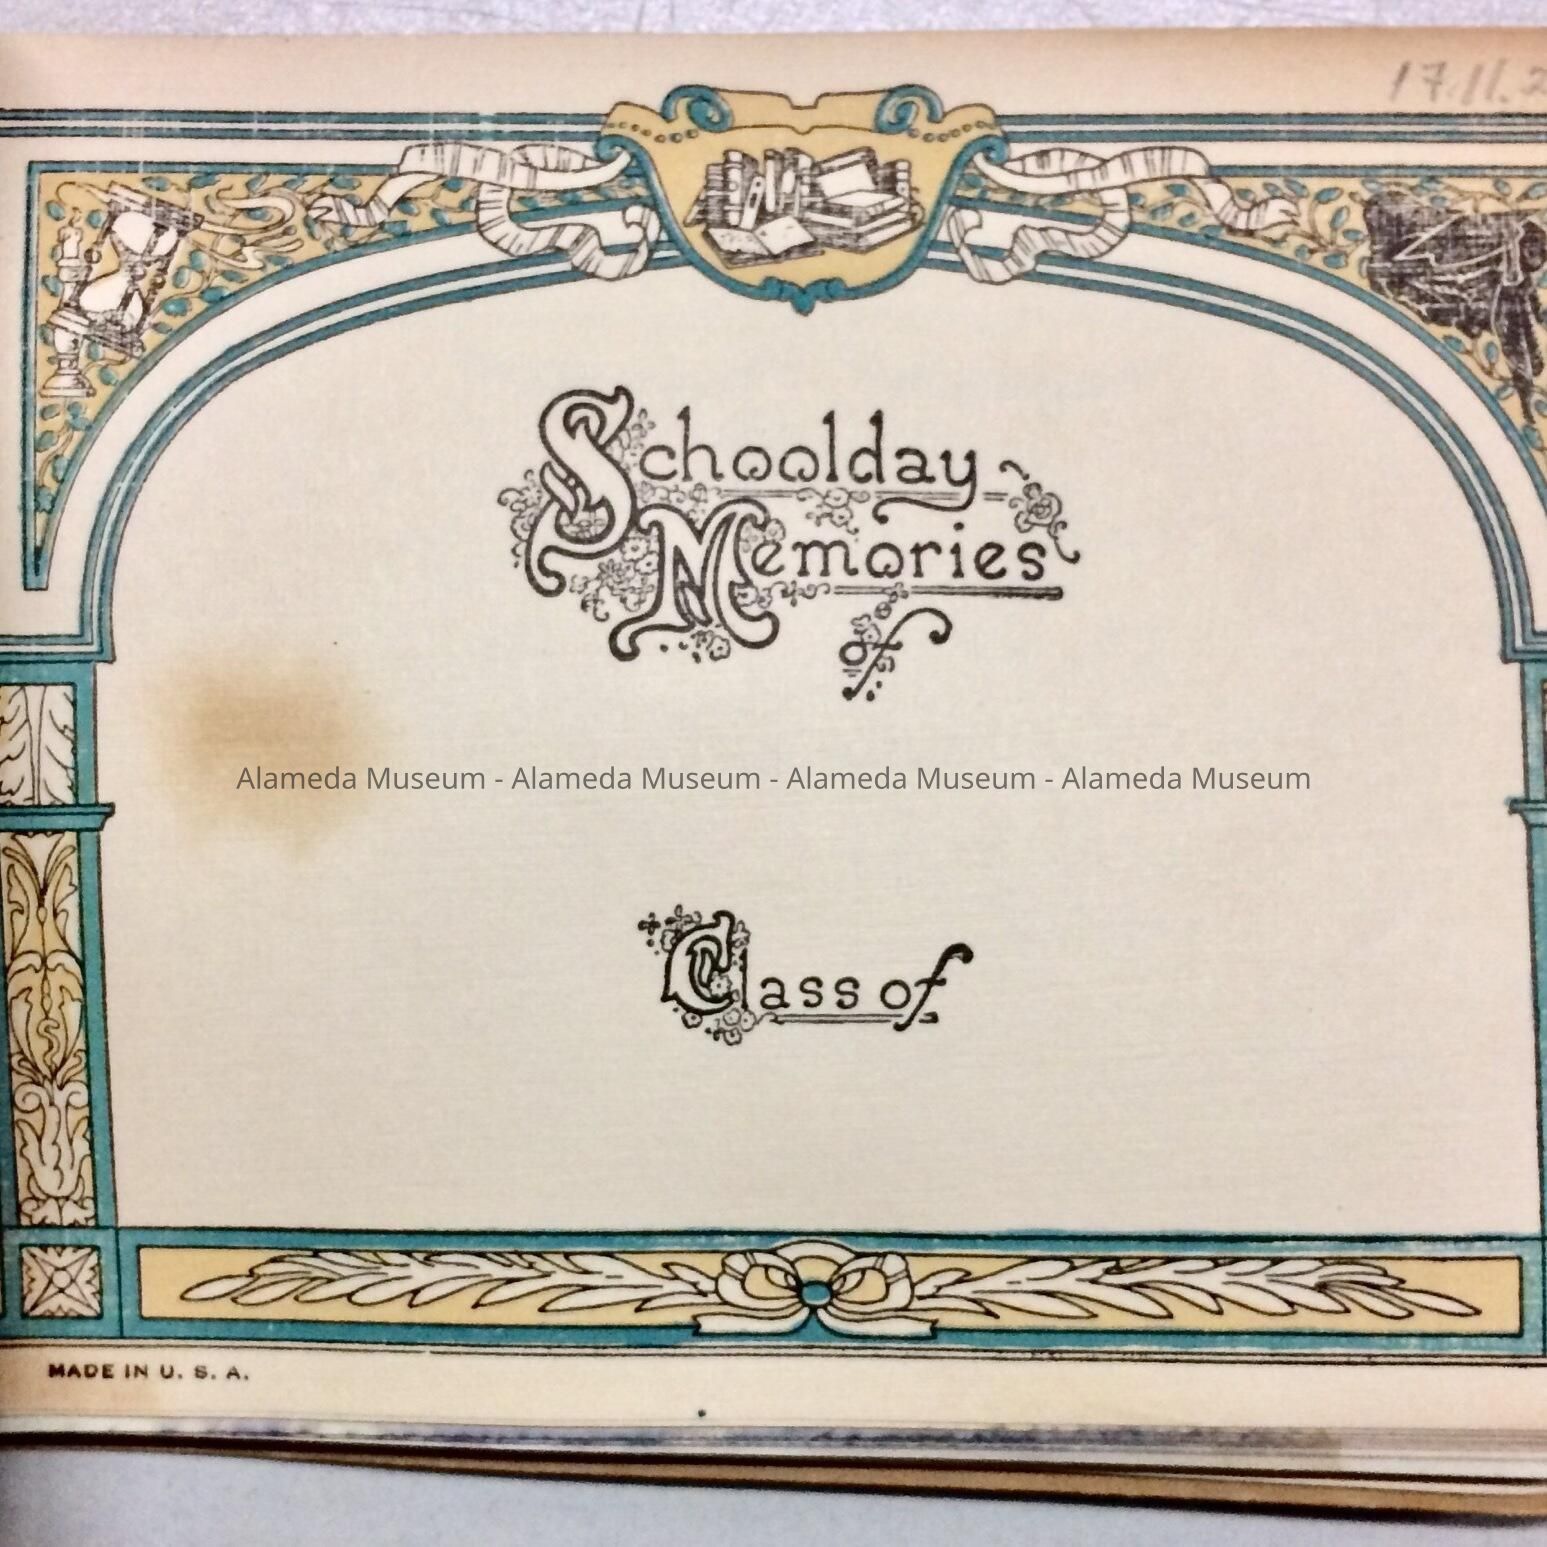 17.11.2
Schoolday
Memories
of
Alameda Museum - Alameda Museum - Alameda Museum - Alameda Museum
Class of
MADE IN U. S. A.